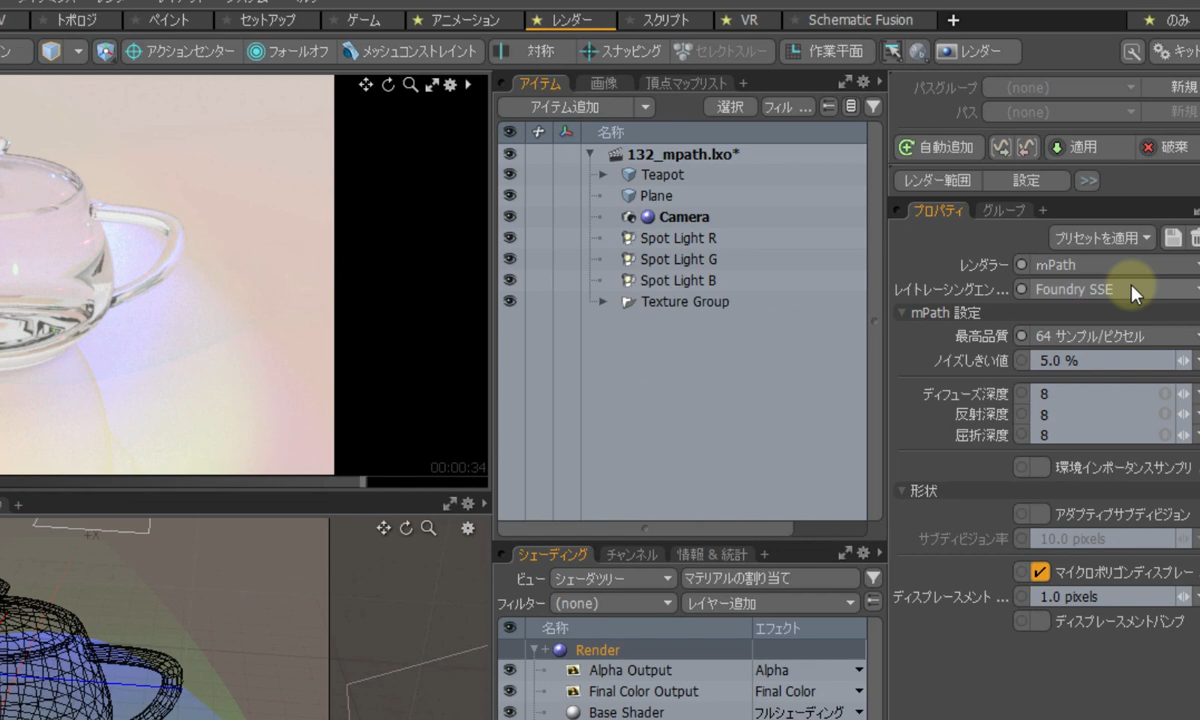 トポロジ ペイント セットアップ ゲーム アニメーション レンダー スクリプト VR Schematic Fusion + のみ
アクションセンター フォールオフ メッシュコンストレイント 対称 スナッピング セレクトスルー 作業平面 レンダー キット
アイテム 画像 頂点マップリスト +
アイテム追加 選択 フィル ...
名称
132_mpath.lxo*
Teapot
Plane
Camera
Spot Light R
Spot Light G
Spot Light B
Texture Group
00:00:34
+X
シェーディング チャンネル 情報 & 統計 +
ビュー シェーダツリー マテリアルの割り当て
フィルター (none) レイヤー追加
名称 エフェクト
Render
Alpha Output Alpha
Final Color Output Final Color
Base Shader フルシェーディング
パスグループ (none) 新規
パス (none) 新規
自動追加 適用 破棄
レンダー範囲 設定 >>
プロパティ グループ +
プリセットを適用
レンダラー mPath
レイトレーシングエン... Foundry SSE
mPath 設定
最高品質 64 サンプル/ピクセル
ノイズしきい値 5.0 %
ディフューズ深度 8
反射深度 8
屈折深度 8
環境インポータンスサンプリ
形状
アダプティブサブディビジョン
サブディビジョン率 10.0 pixels
マイクロポリゴンディスプレー
ディスプレースメント ... 1.0 pixels
ディスプレースメントバンプ